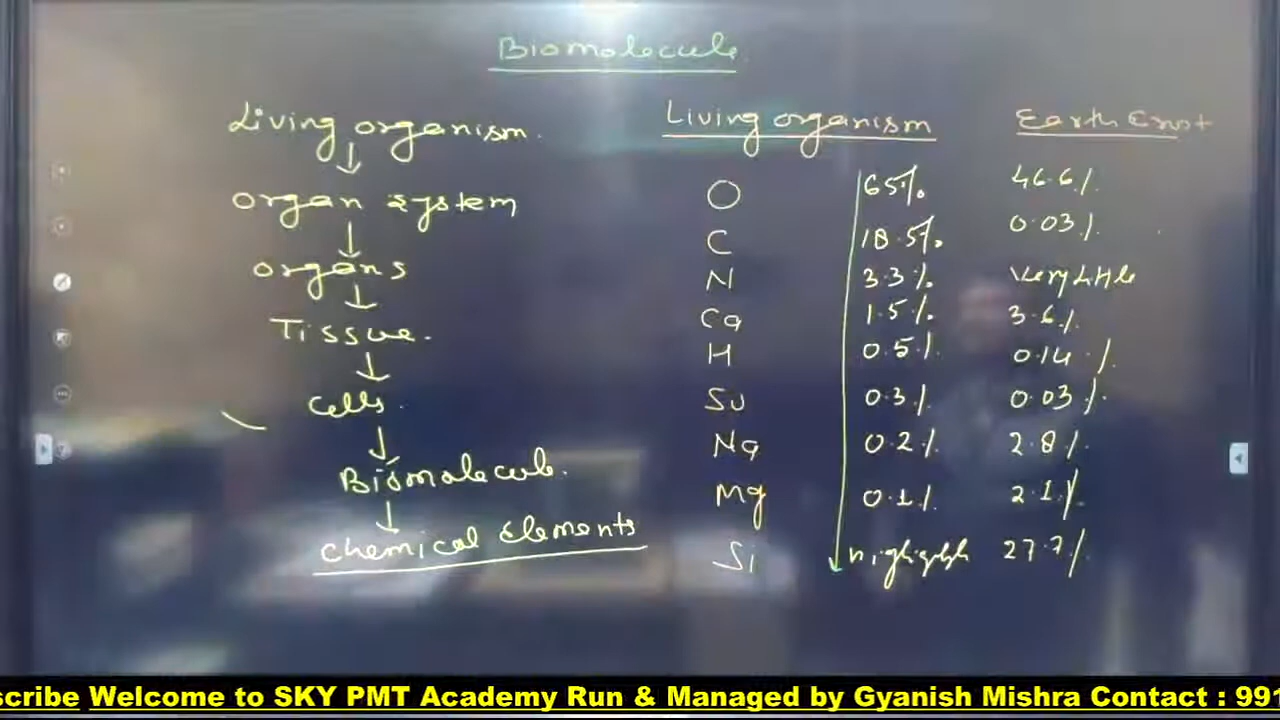 Biomolecule
Living organism.
↓
organ system
↓
organs
↓
Tissue.
↓
Cells.
↓
Biomolecule.
↓
chemical Elements
Living organism Earth Crust
O 65% 46.6%
C 18.5% 0.03%
N 3.3% very little
Ca 1.5% 3.6%
H 0.5% 0.14%
Su 0.3% 0.03%
Na 0.2% 2.8%
Mg 0.1% 2.1%
Si 27.7%
scribe Welcome to SKY PMT Academy Run & Managed by Gyanish Mishra Contact : 991